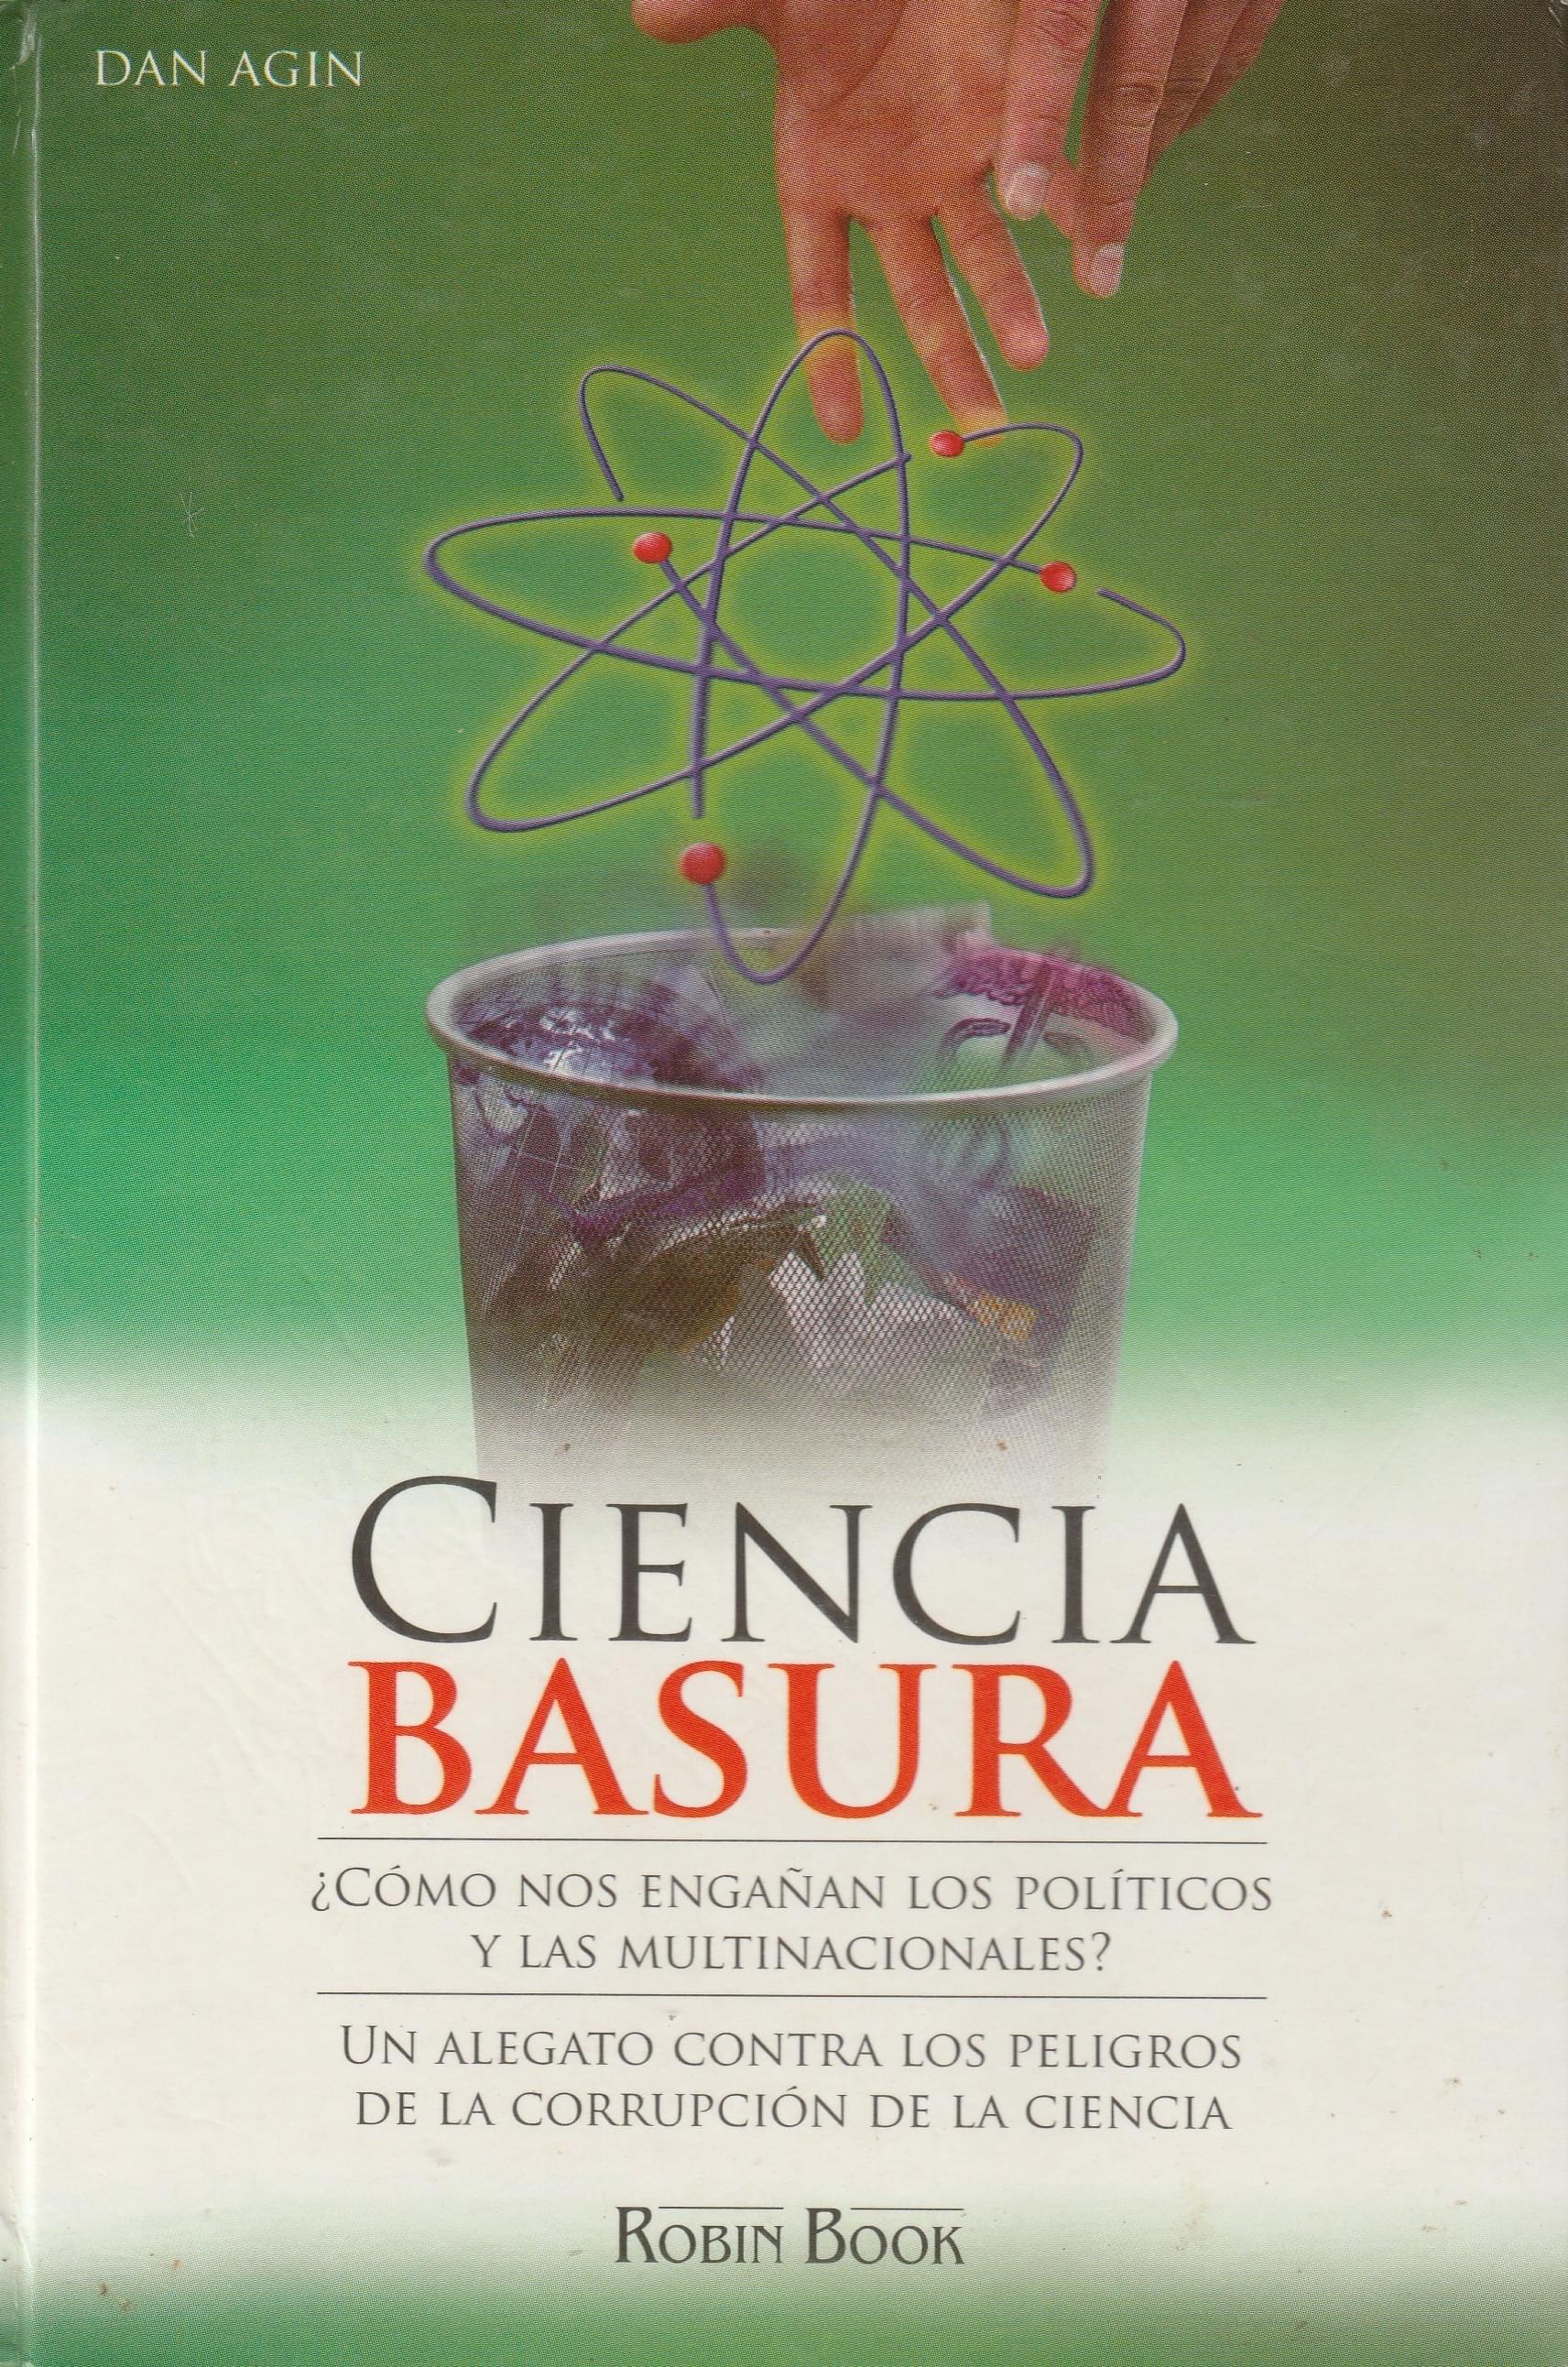 DAN AGIN
CIENCIA
BASURA
¿CÓMO NOS ENGAÑAN LOS POLÍTICOS
Y LAS MULTINACIONALES?
UN ALEGATO CONTRA LOS PELIGROS
DE LA CORRUPCIÓN DE LA CIENCIA
ROBIN BOOK